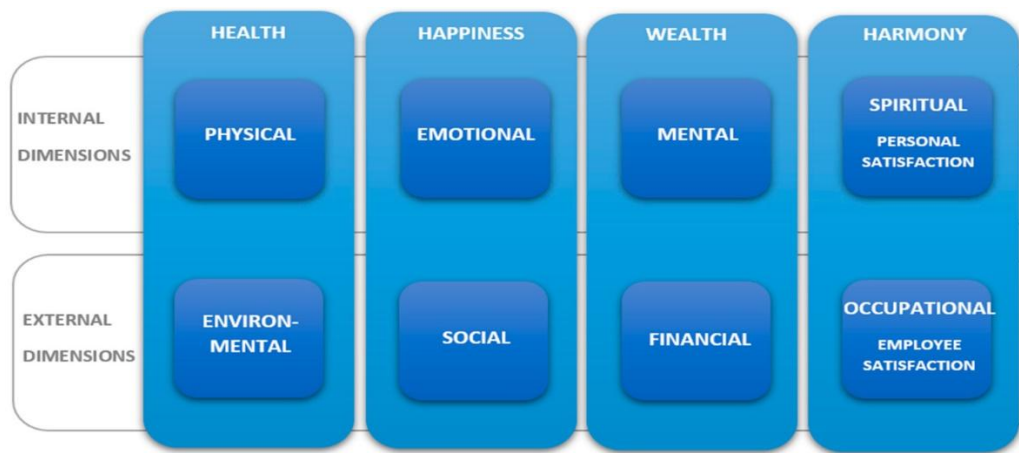 HEALTH
HAPPINESS
WEALTH
HARMONY
INTERNAL
DIMENSIONS
PHYSICAL
EMOTIONAL
MENTAL
SPIRITUAL
PERSONAL
SATISFACTION
EXTERNAL
DIMENSIONS
ENVIRON-
MENTAL
SOCIAL
FINANCIAL
OCCUPATIONAL
EMPLOYEE
SATISFACTION